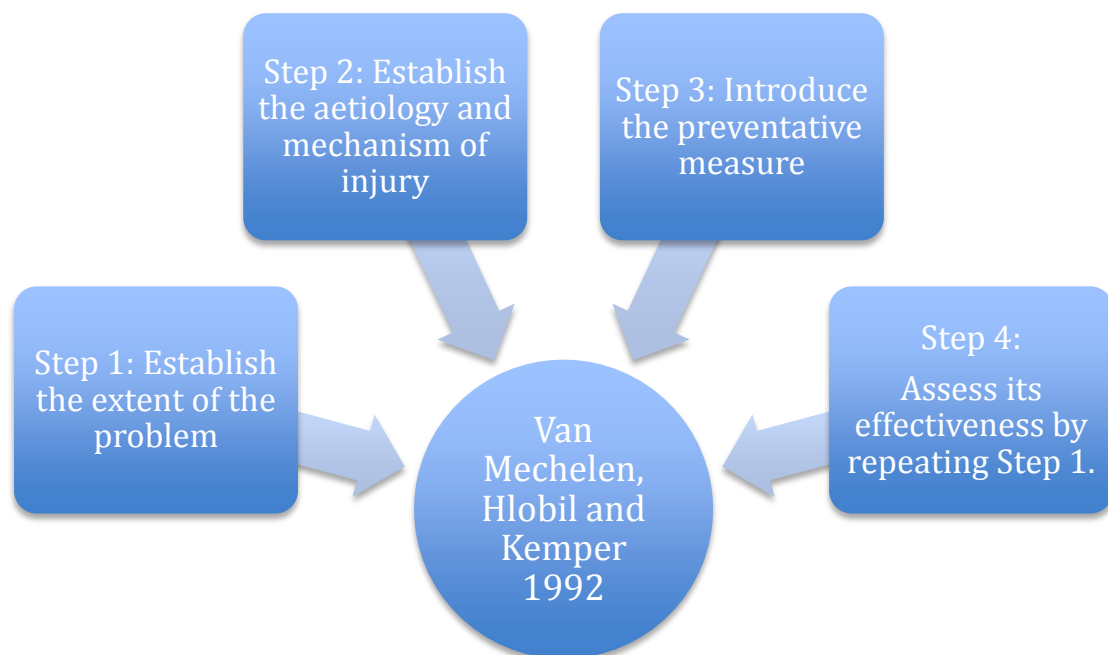 Step 1: Establish
the extent of the
problem
Step 2: Establish
the aetiology and
mechanism of
injury
Step 3: Introduce
the preventative
measure
Step 4:
Assess its
effectiveness by
repeating Step 1.
Van
Mechelen,
Hlobil and
Kemper
1992